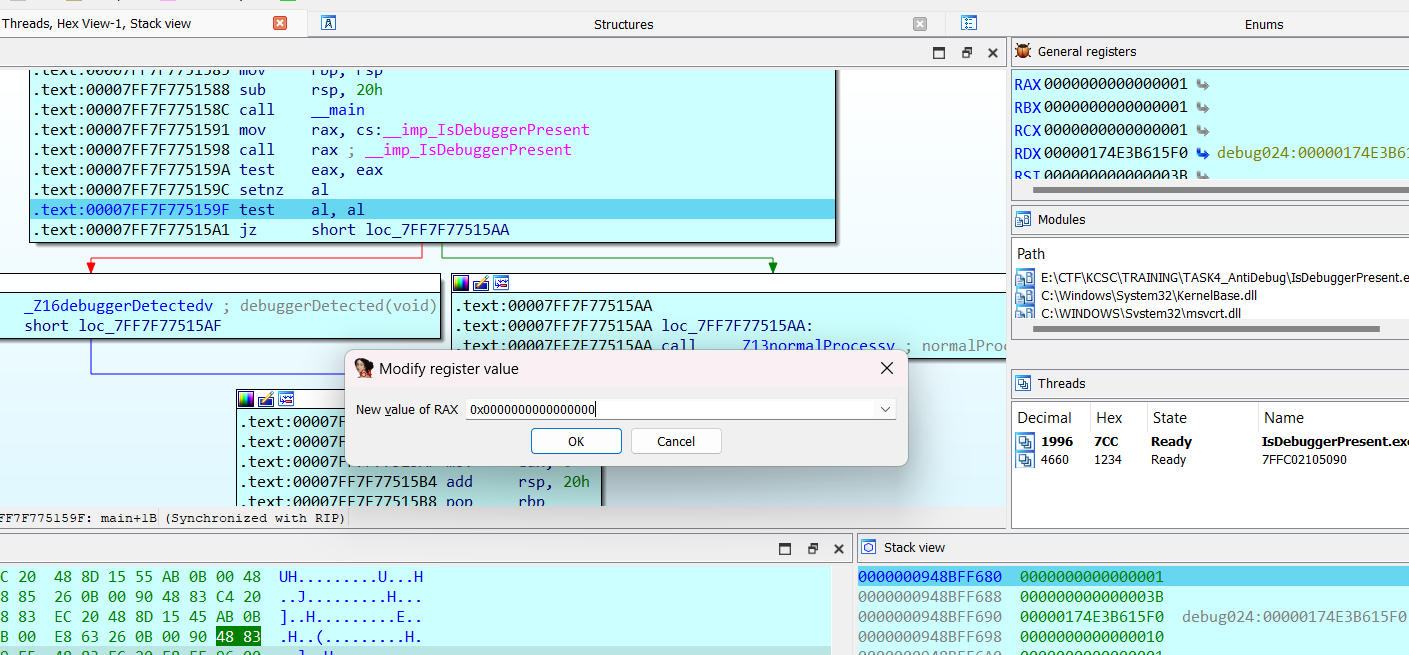 Threads, Hex View-1, Stack view
Structures
Enums
General registers
.text:00007FF7F7751585 mov rbp, rsp
.text:00007FF7F7751588 sub rsp, 20h
.text:00007FF7F775158C call __main
.text:00007FF7F7751591 mov rax, cs:__imp_IsDebuggerPresent
.text:00007FF7F7751598 call rax ; __imp_IsDebuggerPresent
.text:00007FF7F775159A test eax, eax
.text:00007FF7F775159C setnz al
.text:00007FF7F775159F test al, al
.text:00007FF7F77515A1 jz short loc_7FF7F77515AA
RAX 0000000000000001
RBX 0000000000000001
RCX 0000000000000001
RDX 00000174E3B615F0 debug024:00000174E3B61
RSI 000000000000003B
Modules
Path
E:\CTF\KCSC\TRAINING\TASK4_AntiDebug\IsDebuggerPresent.e
C:\Windows\System32\KernelBase.dll
C:\WINDOWS\System32\msvcrt.dll
_Z16debuggerDetectedv ; debuggerDetected(void)
short loc_7FF7F77515AF
.text:00007FF7F77515AA
.text:00007FF7F77515AA loc_7FF7F77515AA:
.text:00007FF7F77515AA call _Z13normalProcessv ; normalProc
Modify register value
New value of RAX 0x0000000000000000
OK
Cancel
.text:00007F
.text:00007F
.text:00007F
.text:00007FF7F77515B4 add rsp, 20h
.text:00007FF7F77515B8 pop rbp
FF7F775159F: main+1B (Synchronized with RIP)
Threads
Decimal Hex State Name
1996 7CC Ready IsDebuggerPresent.exe
4660 1234 Ready 7FFC02105090
C 20 48 8D 15 55 AB 0B 00 48 UH.........U...H
8 85 26 0B 00 90 48 83 C4 20 ..J........H...
8 83 EC 20 48 8D 15 45 AB 0B ]..H.........E..
B 00 E8 63 26 0B 00 90 48 83 .H..(.........H.
Stack view
0000000948BFF680 0000000000000001
0000000948BFF688 000000000000003B
0000000948BFF690 00000174E3B615F0 debug024:00000174E3B615F0
0000000948BFF698 0000000000000010